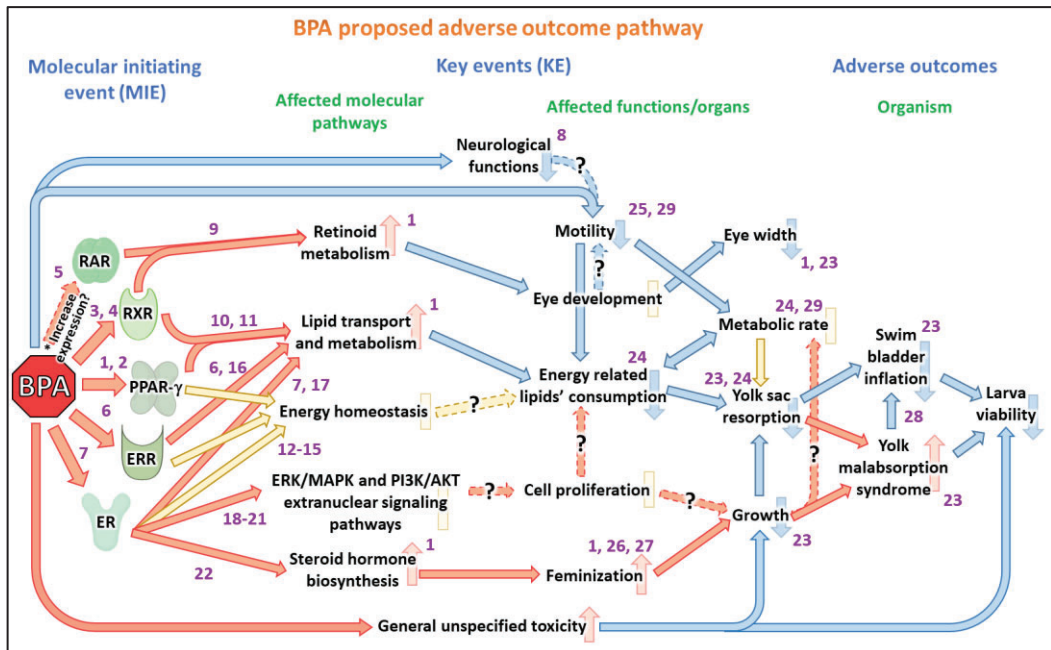 BPA proposed adverse outcome pathway
Molecular initiating
event (MIE)
Key events (KE)
Adverse outcomes
Affected molecular
pathways
Affected functions/organs
Organism
Neurological
functions
8
?
9
Retinoid
metabolism
1
Motility
25, 29
?
Eye width
1, 23
5
RAR
*Increase
expression?
3, 4
RXR
Eye development
10, 11
Lipid transport
and metabolism
1
24, 29
Metabolic rate
Swim
bladder
inflation
23
BPA
1, 2
PPAR-γ
6, 16
7, 17
Energy related
lipids' consumption
24
23, 24
Yolk sac
resorption
Larva
viability
6
Energy homeostasis
?
?
?
28
7
ERR
12-15
Yolk
malabsorption
syndrome
23
ER
18-21
ERK/MAPK and PI3K/AKT
extranuclear signaling
pathways
?
Cell proliferation
?
Growth
23
22
Steroid hormone
biosynthesis
1
Feminization
1, 26, 27
General unspecified toxicity